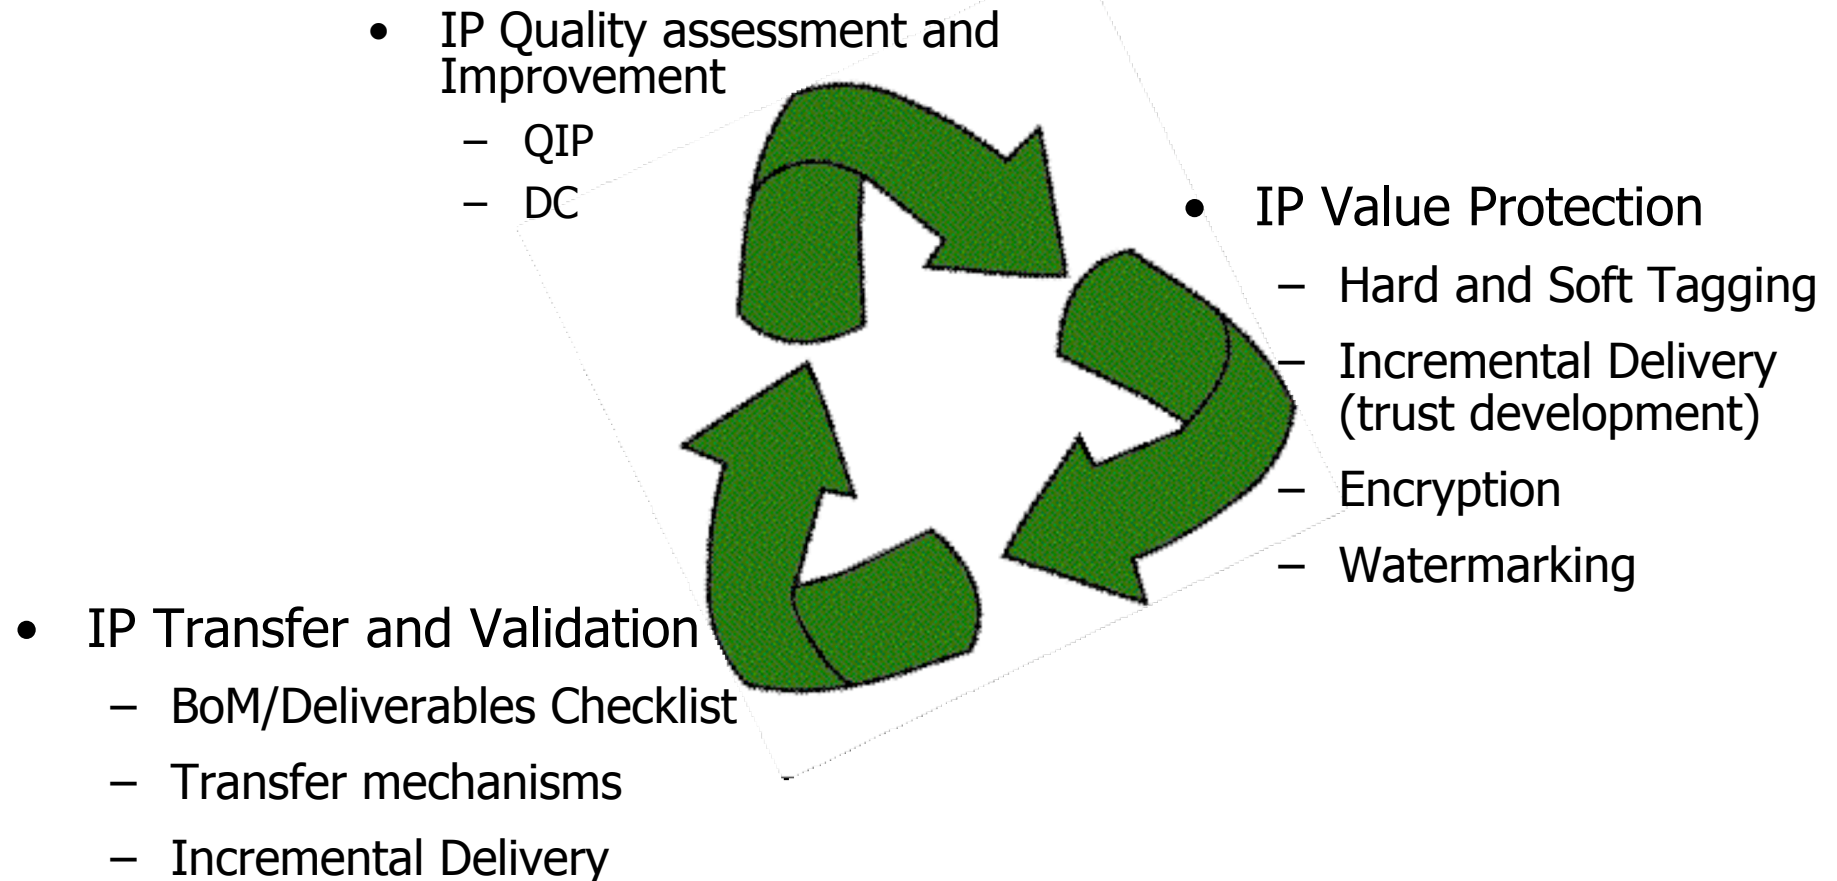 • IP Quality assessment and
Improvement
– QIP
– DC
• IP Value Protection
– Hard and Soft Tagging
– Incremental Delivery
(trust development)
– Encryption
– Watermarking
• IP Transfer and Validation
– BoM/Deliverables Checklist
– Transfer mechanisms
– Incremental Delivery